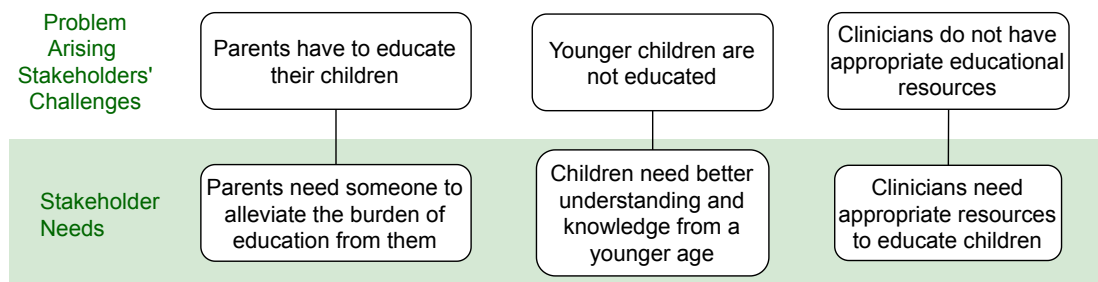 Problem
Arising
Stakeholders'
Challenges
Parents have to educate
their children
Younger children are
not educated
Clinicians do not have
appropriate educational
resources
Stakeholder
Needs
Parents need someone to
alleviate the burden of
education from them
Children need better
understanding and
knowledge from a
younger age
Clinicians need
appropriate resources
to educate children